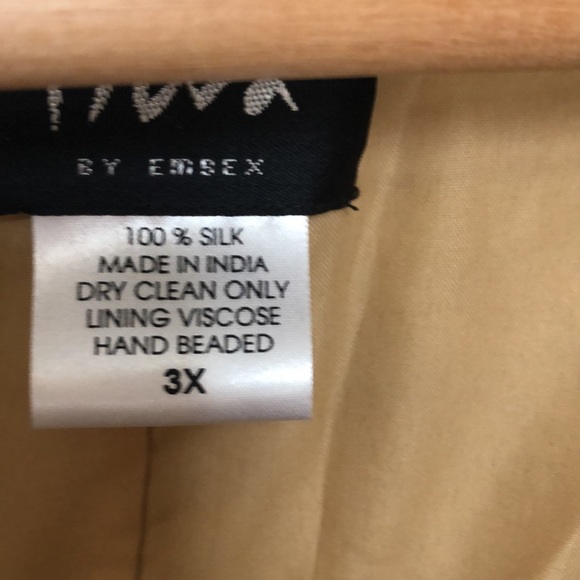 BY EMSEX
100 % SILK
MADE IN INDIA
DRY CLEAN ONLY
LINING VISCOSE
HAND BEADED
3X